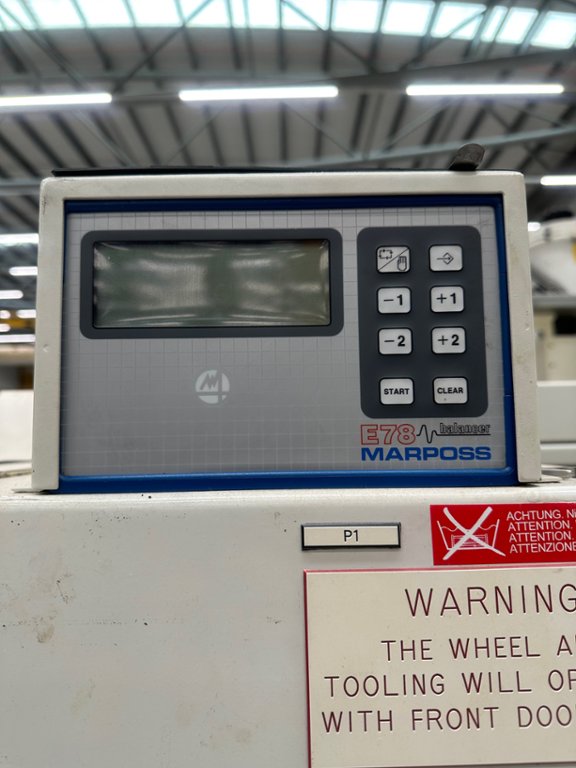 −1 +1
−2 +2
START CLEAR
E78 balancer
MARPOSS
P1
ACHTUNG.
ATTENTION.
ATTENTION.
ATTENZIONE
WARNING
THE WHEEL
TOOLING WILL
WITH FRONT